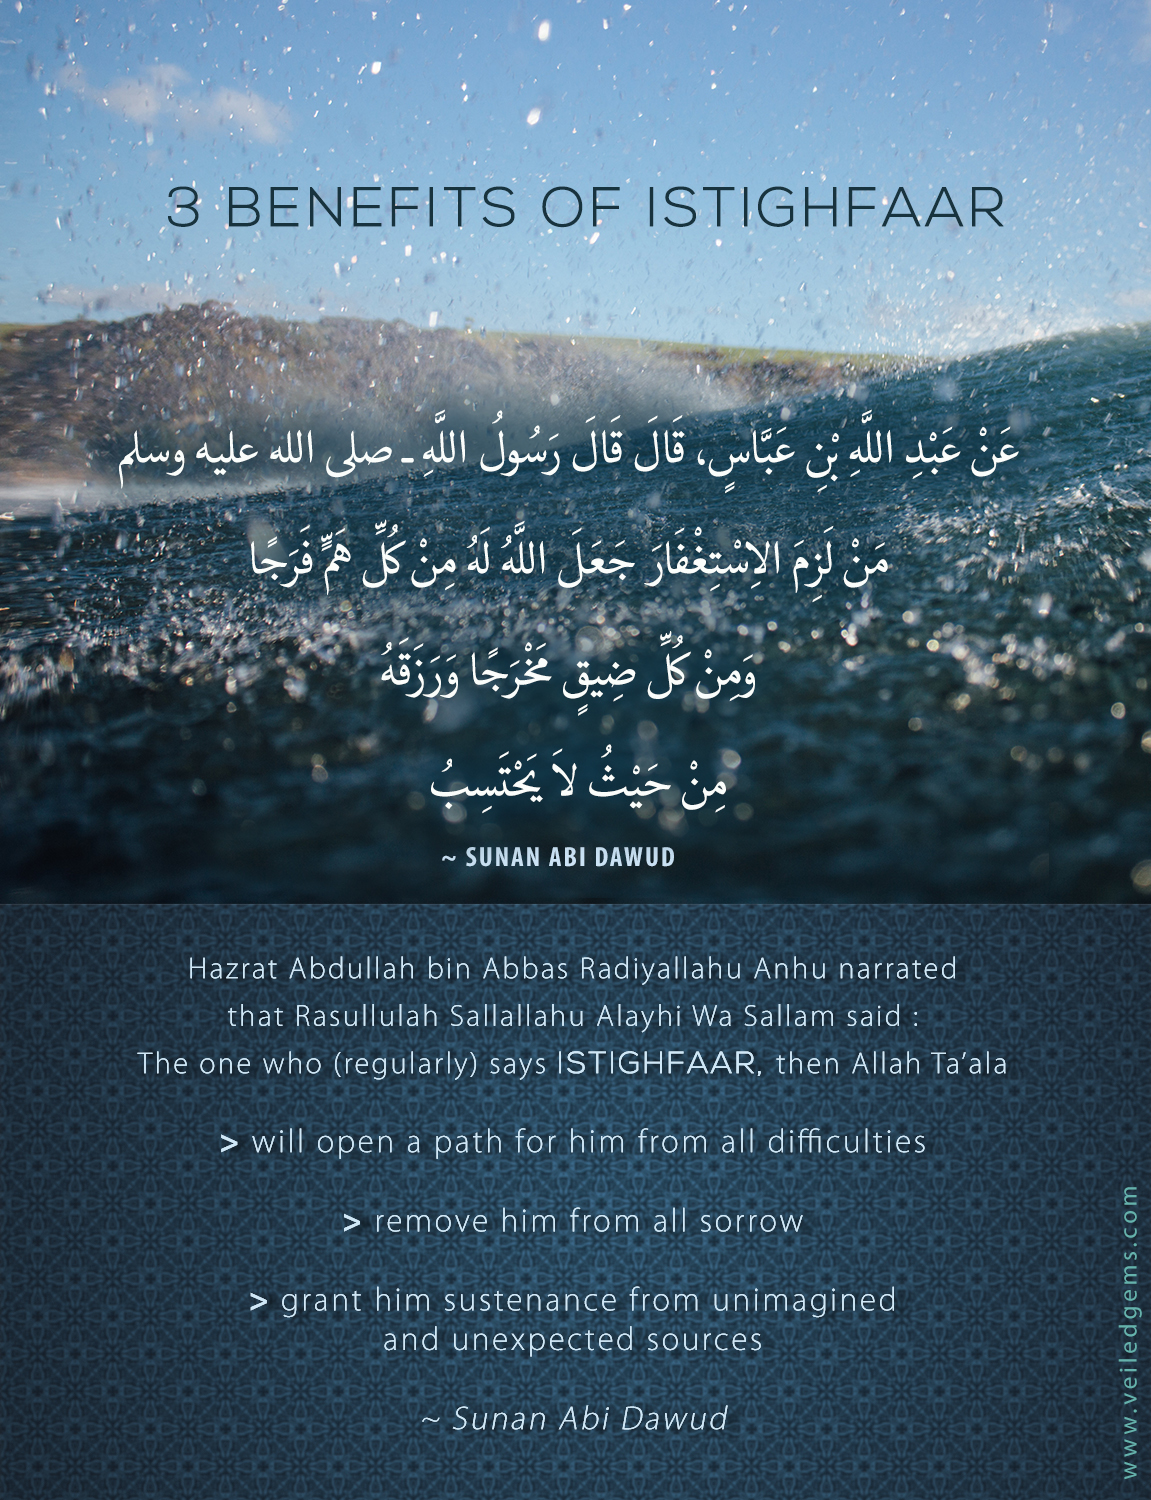 3 BENEFITS OF ISTIGHFAAR
عَنْ عَبْدِ اللَّهِ بْنِ عَبَّاسٍ، قَالَ قَالَ رَسُولُ اللَّهِ ـ صلى الله عليه وسلم
مَنْ لَزِمَ الاِسْتِغْفَارَ جَعَلَ اللَّهُ لَهُ مِنْ كُلِّ هَمٍّ فَرَجًا
وَمِنْ كُلِّ ضِيقٍ مَخْرَجًا وَرَزَقَهُ
مِنْ حَيْثُ لاَ يَحْتَسِبُ
~ SUNAN ABI DAWUD
Hazrat Abdullah bin Abbas Radiyallahu Anhu narrated
that Rasullulah Sallallahu Alayhi Wa Sallam said :
The one who (regularly) says ISTIGHFAAR, then Allah Ta’ala
> will open a path for him from all difficulties
> remove him from all sorrow
> grant him sustenance from unimagined
and unexpected sources
~ Sunan Abi Dawud
www.veiledgems.com